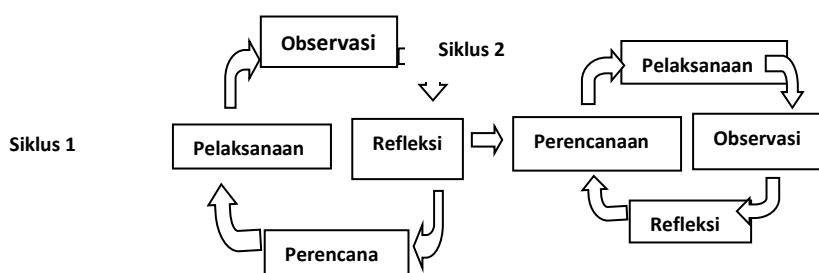 Siklus 1
Observasi
Pelaksanaan
Refleksi
Perencana
Siklus 2
Pelaksanaan
Perencanaan
Observasi
Refleksi